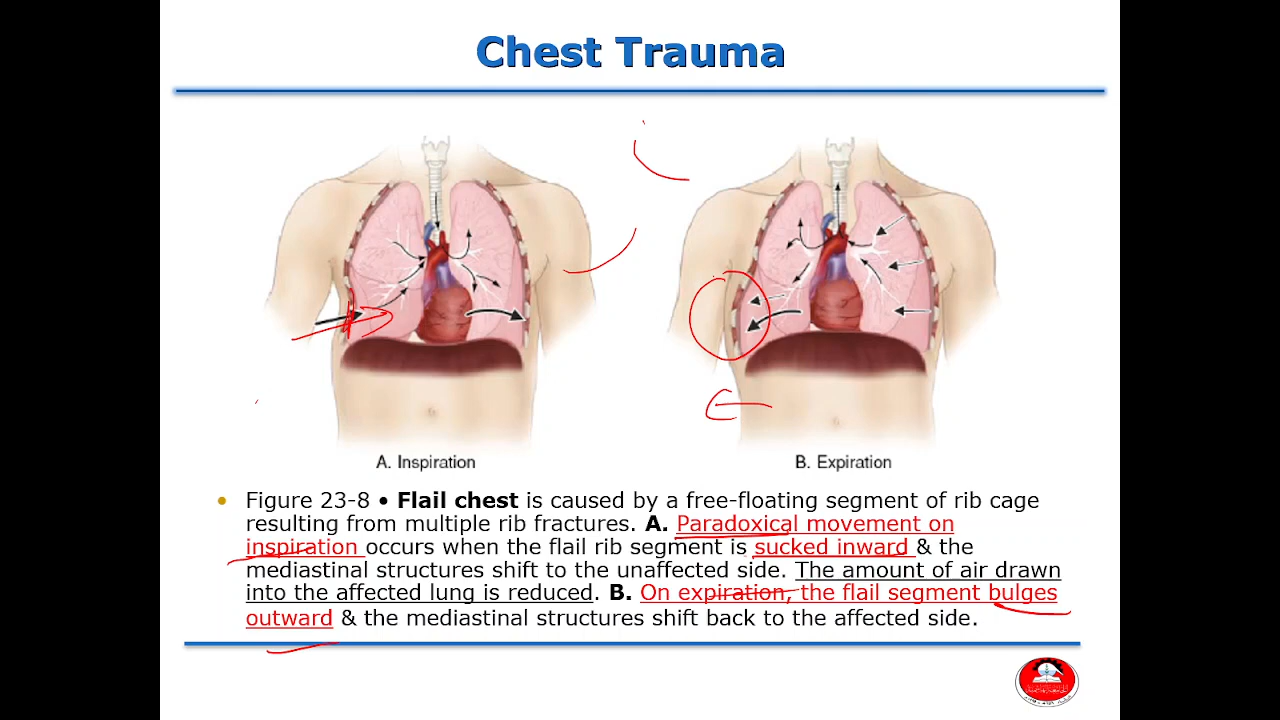 Chest Trauma
A. Inspiration
B. Expiration
• Figure 23-8 • Flail chest is caused by a free-floating segment of rib cage
resulting from multiple rib fractures. A. Paradoxical movement on
inspiration occurs when the flail rib segment is sucked inward & the
mediastinal structures shift to the unaffected side. The amount of air drawn
into the affected lung is reduced. B. On expiration, the flail segment bulges
outward & the mediastinal structures shift back to the affected side.